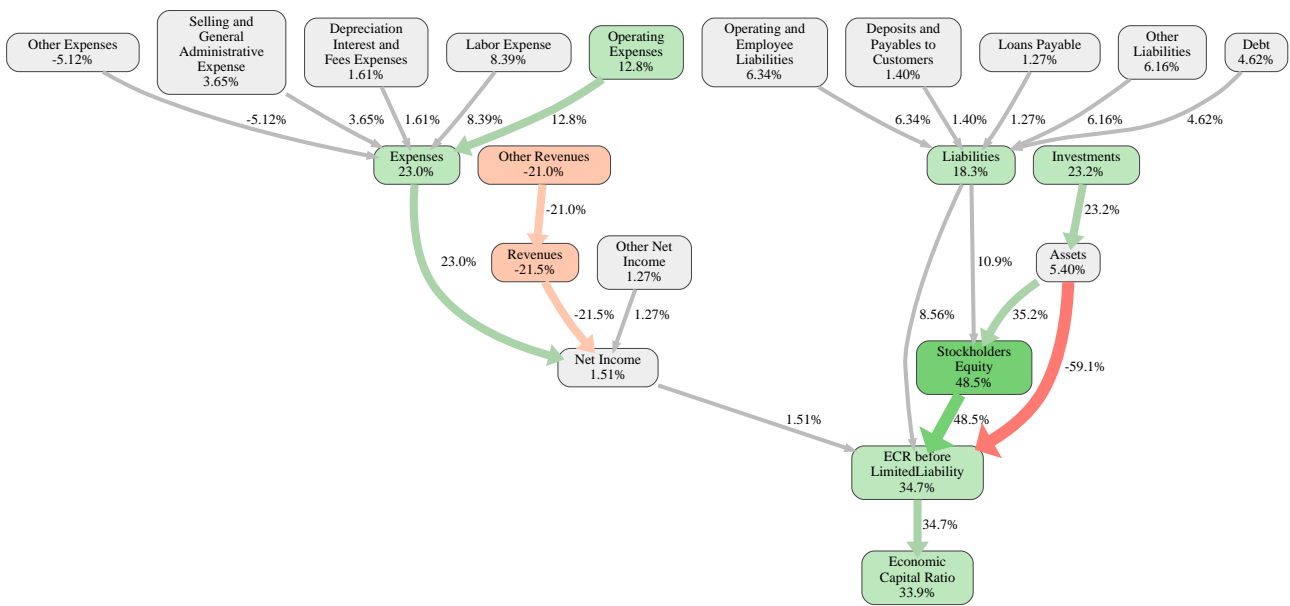 Other Expenses
-5.12%
Selling and
General
Administrative
Expense
3.65%
Depreciation
Interest and
Fees Expenses
1.61%
Labor Expense
8.39%
Operating
Expenses
12.8%
Operating and
Employee
Liabilities
6.34%
Deposits and
Payables to
Customers
1.40%
Loans Payable
1.27%
Other
Liabilities
6.16%
Debt
4.62%
-5.12%
3.65%
1.61%
8.39%
12.8%
6.34%
1.40%
1.27%
6.16%
4.62%
Expenses
23.0%
Other Revenues
-21.0%
Liabilities
18.3%
Investments
23.2%
-21.0%
23.2%
23.0%
Revenues
-21.5%
Other Net
Income
1.27%
10.9%
Assets
5.40%
-21.5%
1.27%
8.56%
35.2%
Net Income
1.51%
Stockholders
Equity
48.5%
-59.1%
1.51%
48.5%
ECR before
LimitedLiability
34.7%
34.7%
Economic
Capital Ratio
33.9%